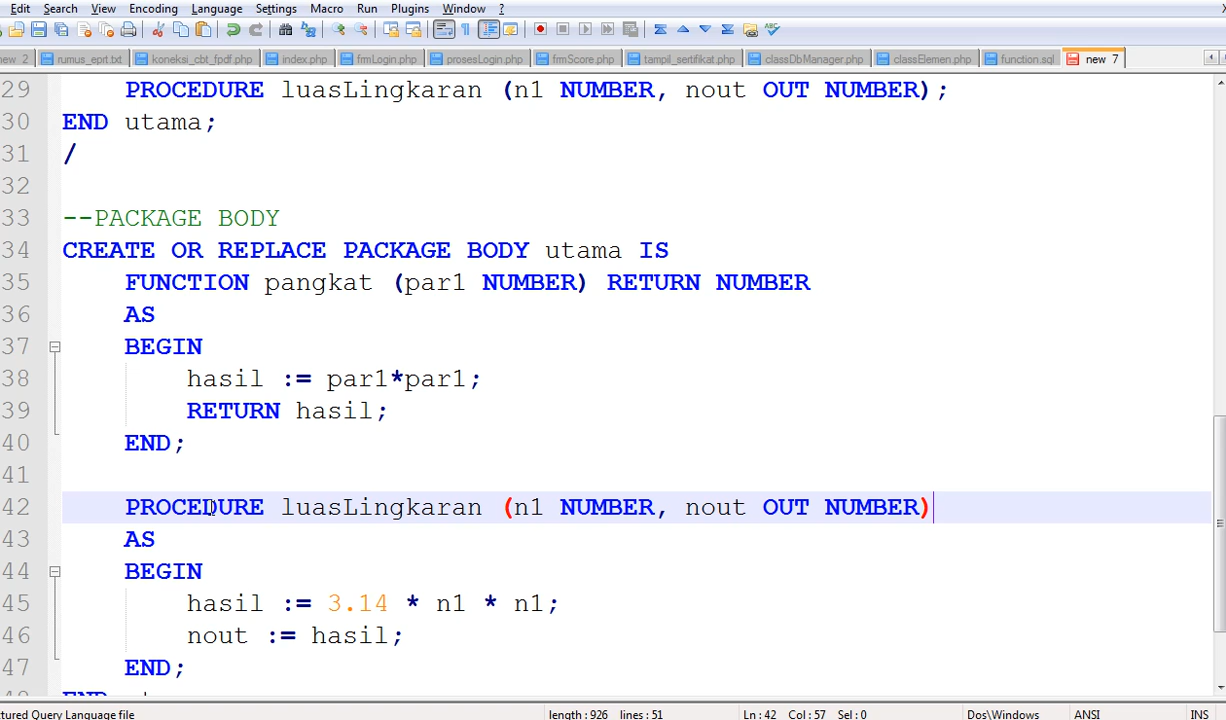 Edit Search View Encoding Language Settings Macro Run Plugins Window ?
new 2 rumus_eprt.txt koneksi_cbt_fpdf.php index.php frmLogin.php prosesLogin.php frmScore.php tampil_sertifikat.php classDbManager.php classElemen.php function.sql new 7
29 PROCEDURE luasLingkaran (n1 NUMBER, nout OUT NUMBER);
30 END utama;
31 /
32
33 --PACKAGE BODY
34 CREATE OR REPLACE PACKAGE BODY utama IS
35 FUNCTION pangkat (par1 NUMBER) RETURN NUMBER
36 AS
37 BEGIN
38 hasil := par1*par1;
39 RETURN hasil;
40 END;
41
42 PROCEDURE luasLingkaran (n1 NUMBER, nout OUT NUMBER)
43 AS
44 BEGIN
45 hasil := 3.14 * n1 * n1;
46 nout := hasil;
47 END;
tured Query Language file length : 926 lines : 51 Ln : 42 Col : 57 Sel : 0 Dos\Windows ANSI INS